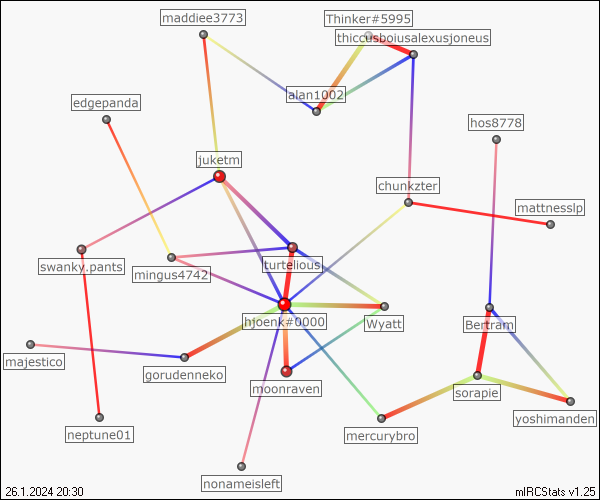 maddiee3773
Thinker#5995
thiccusboiusalexusjoneus
edgepanda
alan1002
hos8778
juketm
chunkzter
mattnesslp
swanky.pants
mingus4742
turtelious
hjoenk#0000
Wyatt
Bertram
majestico
gorudenneko
moonraven
sorapie
neptune01
mercurybro
yoshimanden
nonameisleft
26.1.2024 20:30
mIRCStats v1.25